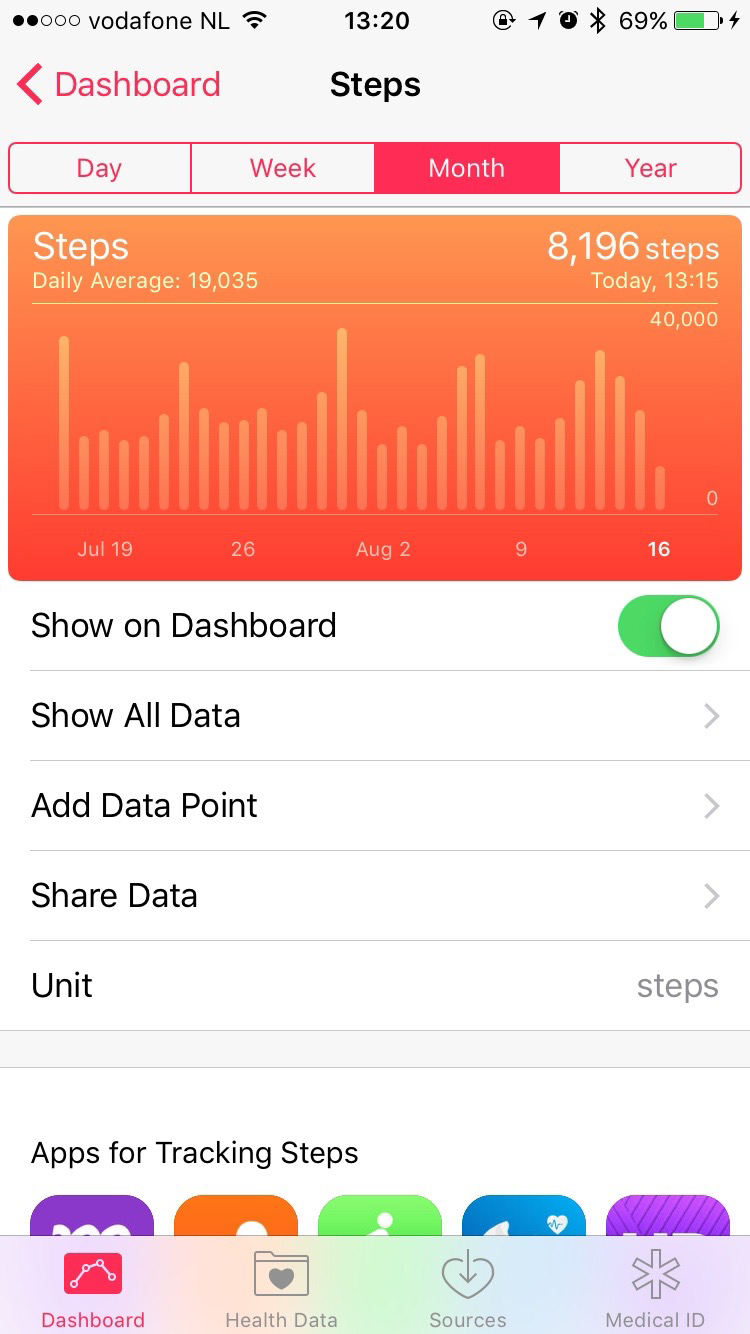 vodafone NL 13:20 69%
Dashboard Steps
Day Week Month Year
Steps 8,196 steps
Daily Average: 19,035 Today, 13:15
40,000
0
Jul 19 26 Aug 2 9 16
Show on Dashboard
Show All Data
Add Data Point
Share Data
Unit steps
Apps for Tracking Steps
Dashboard Health Data Sources Medical ID